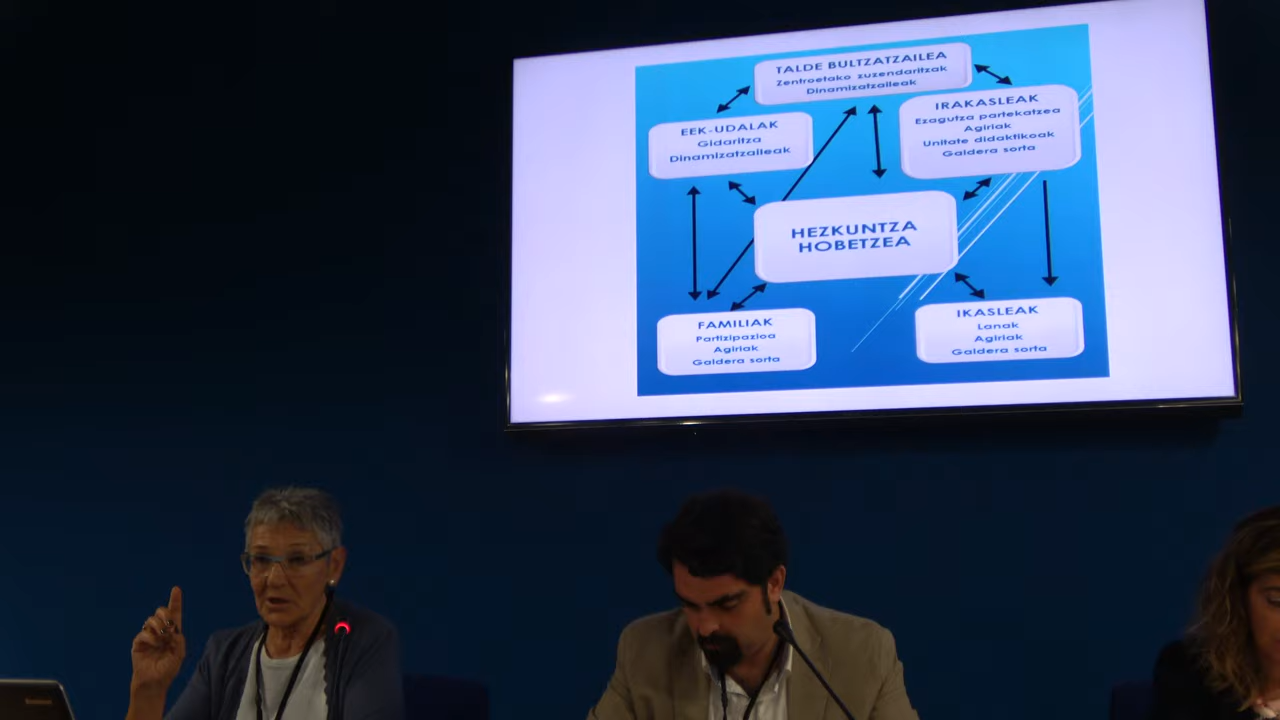 TALDE BULTZATZAILEA
Zentroetako zuzendaritzak
Dinamizatzaileak
EEK-UDALAK
Gidaritza
Dinamizatzaileak
IRAKASLEAK
Ezagutza partekatzea
Agiriak
Unitate didaktikoak
Galdera sorta
HEZKUNTZA
HOBETZEA
FAMILIAK
Partizipazioa
Agiriak
Galdera sorta
IKASLEAK
Lanak
Agiriak
Galdera sorta